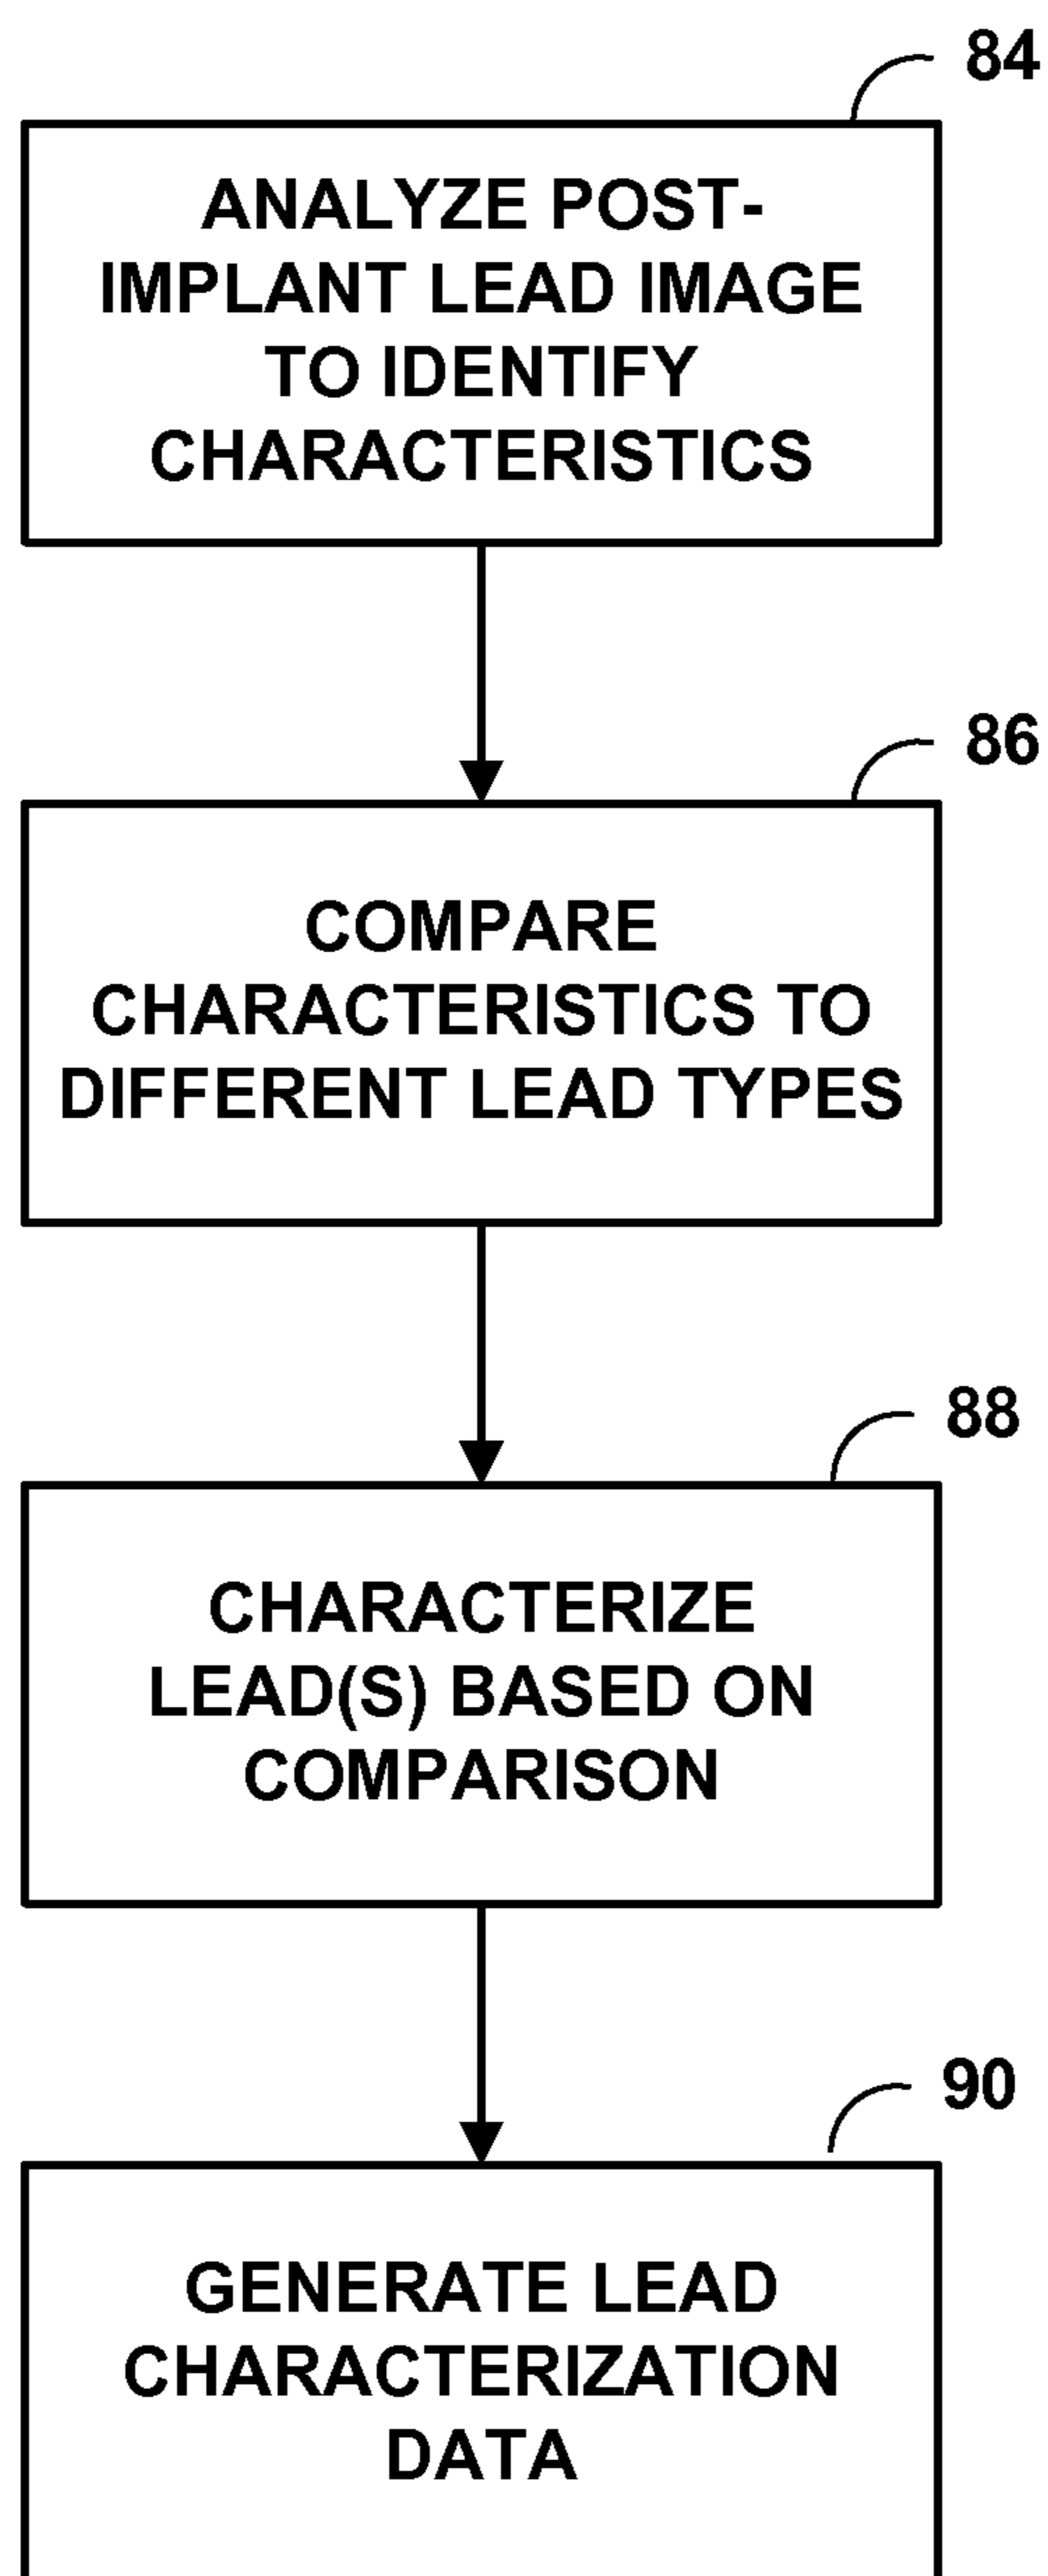 84
ANALYZE POST-
IMPLANT LEAD IMAGE
TO IDENTIFY
CHARACTERISTICS
86
COMPARE
CHARACTERISTICS TO
DIFFERENT LEAD TYPES
88
CHARACTERIZE
LEAD(S) BASED ON
COMPARISON
90
GENERATE LEAD
CHARACTERIZATION
DATA